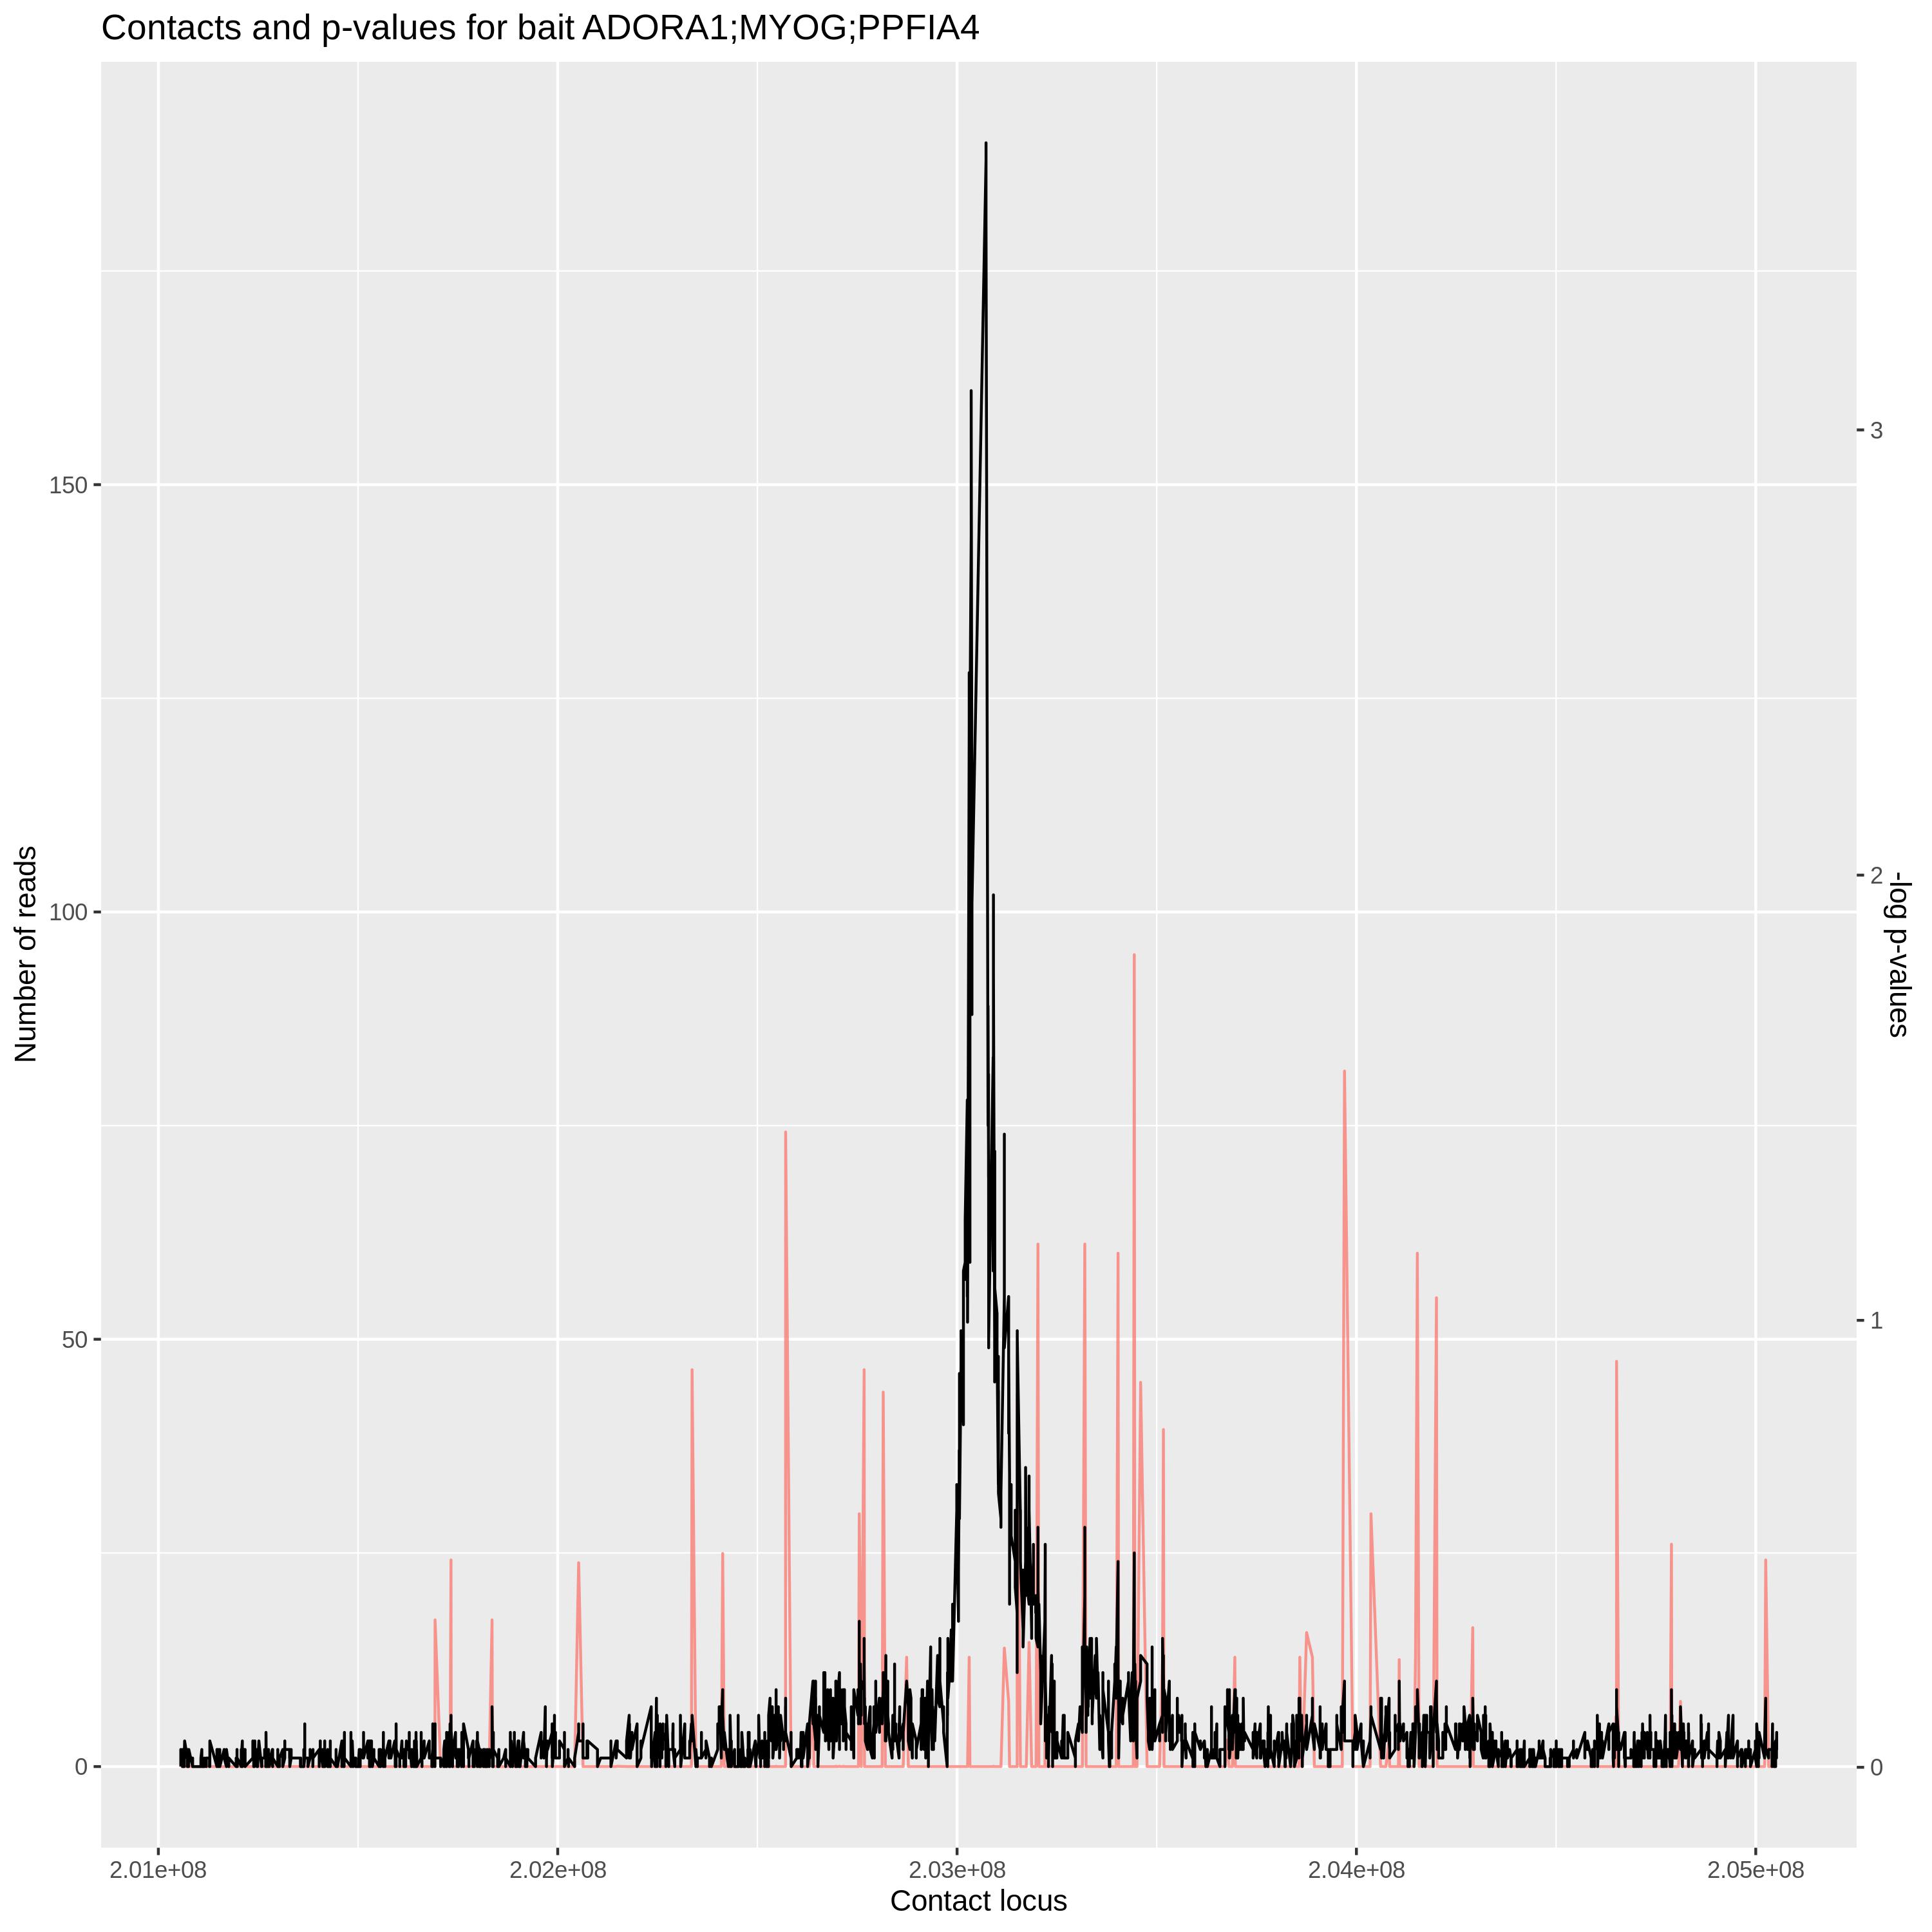 Contacts and p-values for bait ADORA1;MYOG;PPFIA4
150
100
50
0
Number of reads
3
2
1
0
-log p-values
2.01e+08
2.02e+08
2.03e+08
2.04e+08
2.05e+08
Contact locus